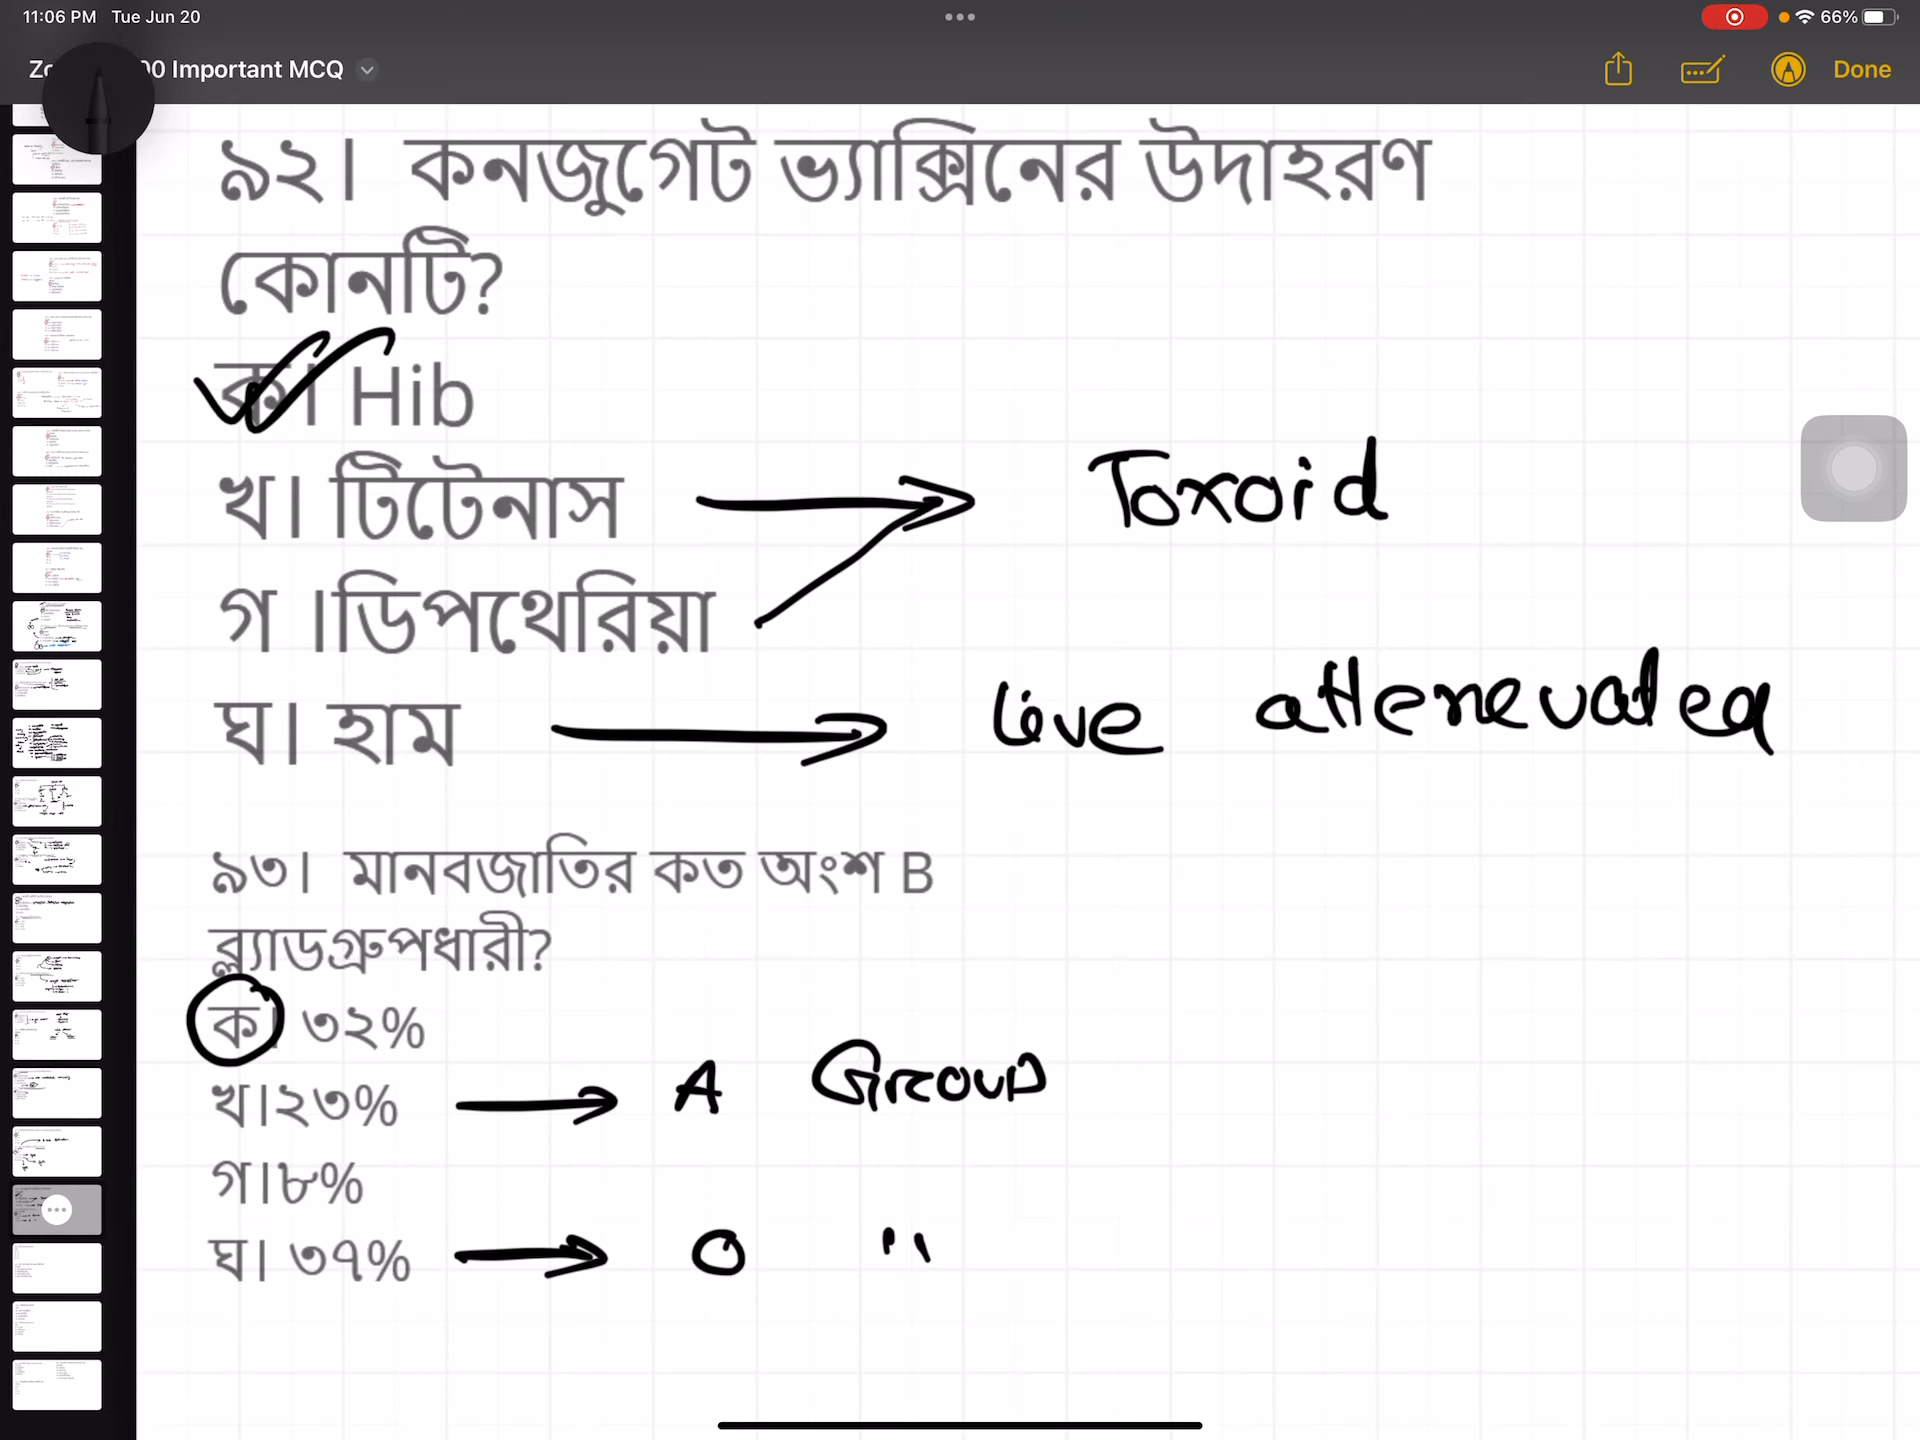 11:06 PM Tue Jun 20
66%
00 Important MCQ
Done
৯২। কনজুগেট ভ্যাক্সিনের উদাহরণ
কোনটি?
ক। Hib
খ। টিটেনাস
Toxoid
গ ।ডিপথেরিয়া
ঘ। হাম
live attenevated
৯৩। মানবজাতির কত অংশ B
ব্ল্যাডগ্রুপধারী?
ক। ৩২%
খ।২৩%
A Group
গ।৮%
ঘ। ৩৭%
O "